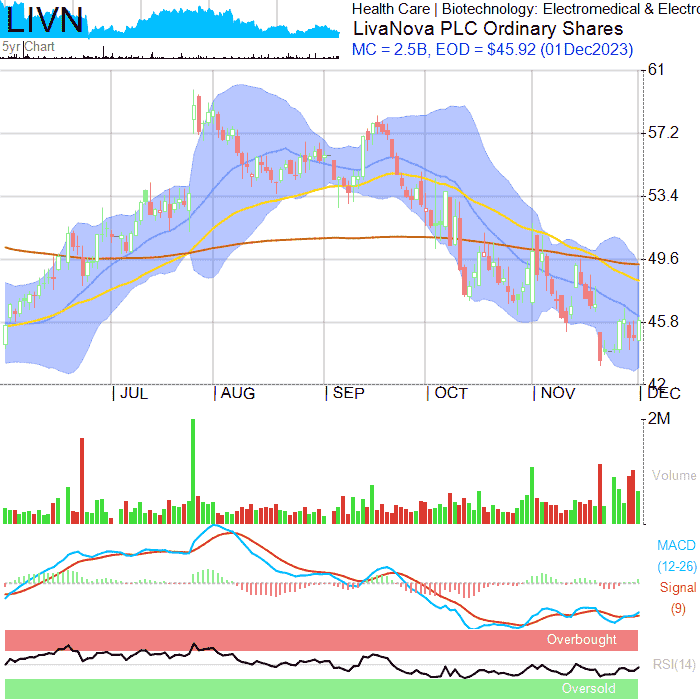 LIVN
5yr Chart
Health Care | Biotechnology: Electromedical & Electro
LivaNova PLC Ordinary Shares
MC = 2.5B, EOD = $45.92 (01Dec2023)
61
57.2
53.4
49.6
45.8
42
| JUL | AUG | SEP | OCT | NOV | DEC
2M
Volume
MACD
(12-26)
Signal
(9)
Overbought
RSI(14)
Oversold